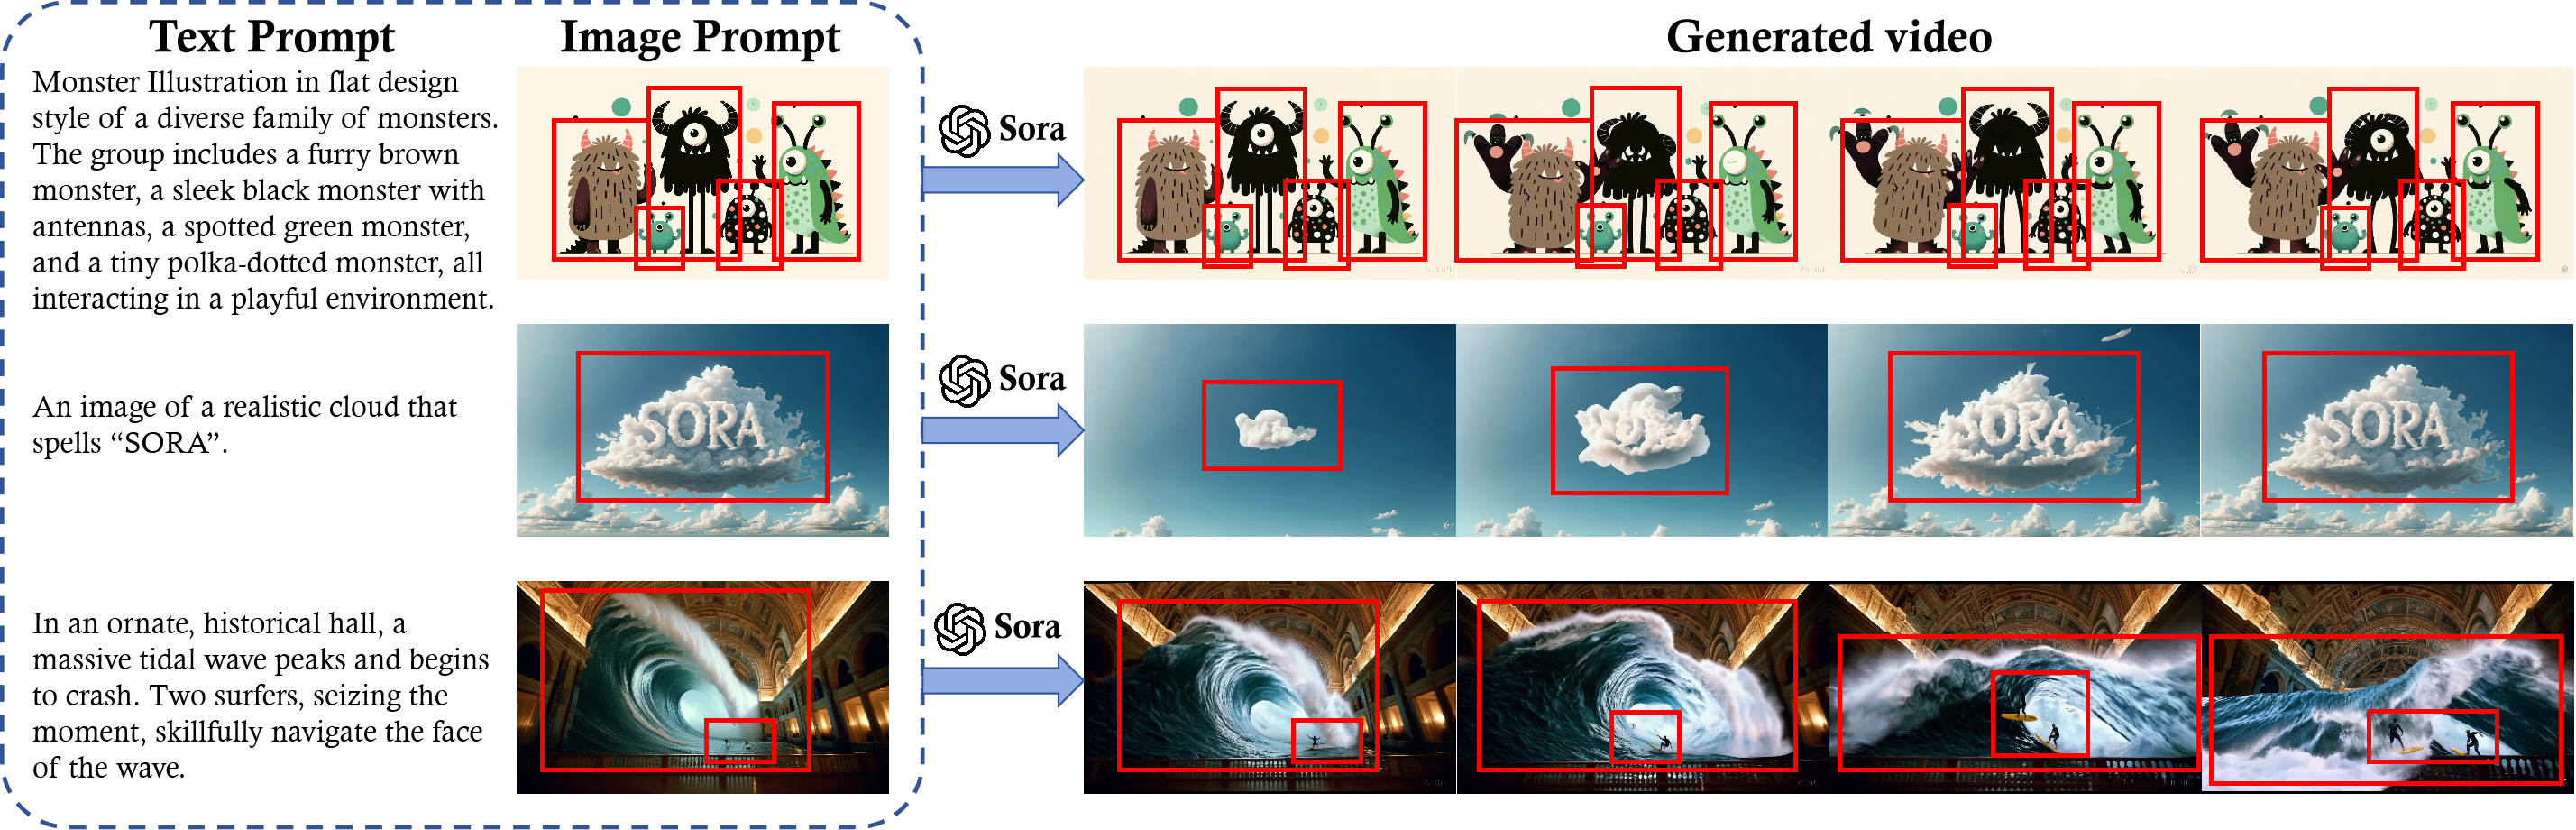 Text Prompt
Image Prompt
Generated video
Monster Illustration in flat design
style of a diverse family of monsters.
The group includes a furry brown
monster, a sleek black monster with
antennas, a spotted green monster,
and a tiny polka-dotted monster, all
interacting in a playful environment.
Sora
An image of a realistic cloud that
spells “SORA”.
SORA
Sora
SORA
SORA
In an ornate, historical hall, a
massive tidal wave peaks and begins
to crash. Two surfers, seizing the
moment, skillfully navigate the face
of the wave.
Sora